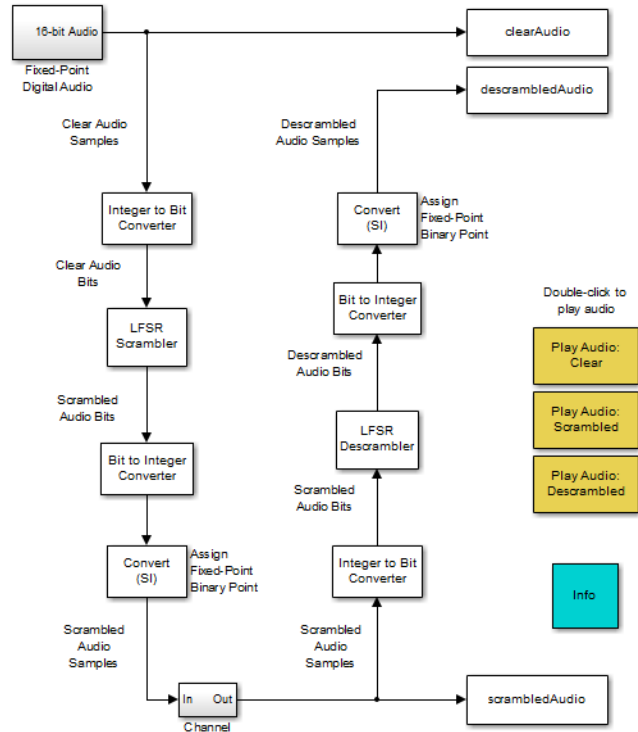 16-bit Audio
Fixed-Point
Digital Audio
clearAudio
descrambledAudio
Clear Audio
Samples
Descrambled
Audio Samples
Integer to Bit
Converter
Convert
(SI)
Assign
Fixed-Point
Binary Point
Clear Audio
Bits
Bit to Integer
Converter
Double-click to
play audio
LFSR
Scrambler
Descrambled
Audio Bits
Play Audio:
Clear
Scrambled
Audio Bits
LFSR
Descrambler
Play Audio:
Scrambled
Bit to Integer
Converter
Scrambled
Audio Bits
Play Audio:
Descrambled
Convert
(SI)
Assign
Fixed-Point
Binary Point
Integer to Bit
Converter
Info
Scrambled
Audio
Samples
Scrambled
Audio
Samples
In Out
Channel
scrambledAudio